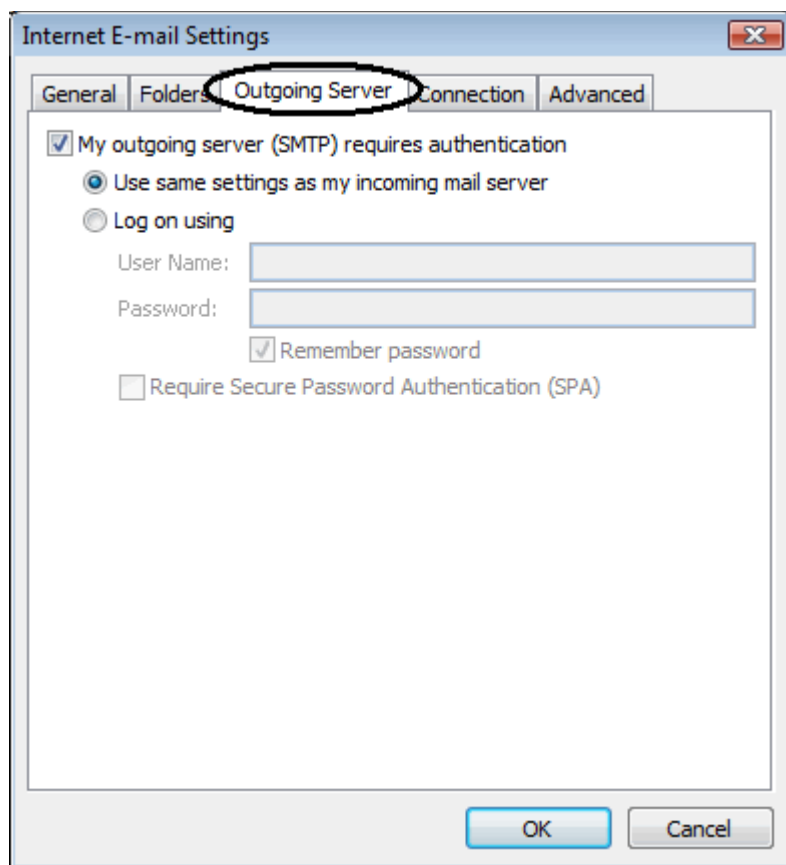 Internet E-mail Settings
General Folders Outgoing Server Connection Advanced
My outgoing server (SMTP) requires authentication
Use same settings as my incoming mail server
Log on using
User Name:
Password:
Remember password
Require Secure Password Authentication (SPA)
OK Cancel